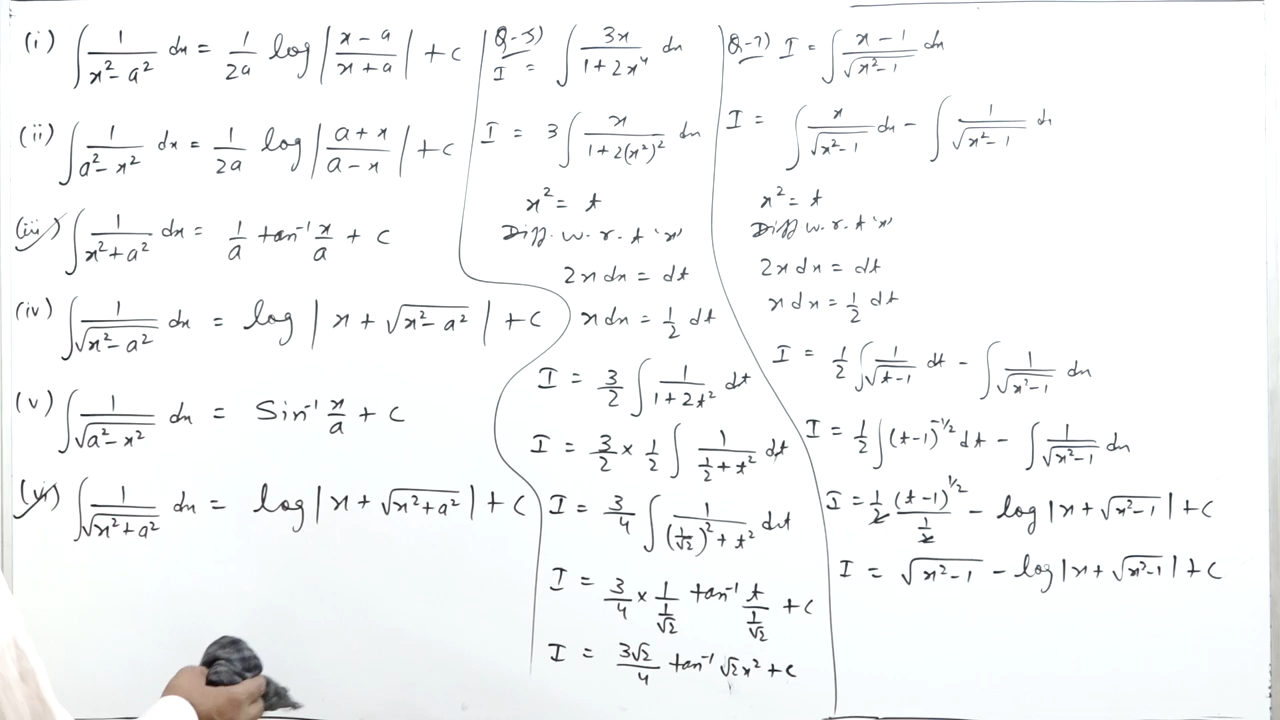 (i) ∫ 1/(x²-a²) dx = 1/2a log |(x-a)/(x+a)| + c
(ii) ∫ 1/(a²-x²) dx = 1/2a log |(a+x)/(a-x)| + c
(iii) ∫ 1/(x²+a²) dx = 1/a tan⁻¹ x/a + c
(iv) ∫ 1/√(x²-a²) dx = log | x + √(x²-a²) | + c
(v) ∫ 1/√(a²-x²) dx = Sin⁻¹ x/a + c
(vi) ∫ 1/√(x²+a²) dx = log | x + √(x²+a²) | + c
Q-5)
I = ∫ 3x/(1+2x⁴) dx
I = 3 ∫ x/(1+2(x²)²) dx
x² = t
Diff. w.r.t 'x'
2x dx = dt
x dx = 1/2 dt
I = 3/2 ∫ 1/(1+2t²) dt
I = 3/2 × 1/2 ∫ 1/(1/2+t²) dt
I = 3/4 ∫ 1/((1/√2)²+t²) dt
I = 3/4 × 1/(1/√2) tan⁻¹ t/(1/√2) + c
I = 3√2/4 tan⁻¹ √2x² + c
Q-7) I = ∫ (x-1)/√(x²-1) dx
I = ∫ x/√(x²-1) dx - ∫ 1/√(x²-1) dx
x² = t
Diff w.r.t 'x'
2x dx = dt
x dx = 1/2 dt
I = 1/2 ∫ 1/√(t-1) dt - ∫ 1/√(x²-1) dx
I = 1/2 ∫ (t-1)^(-1/2) dt - ∫ 1/√(x²-1) dx
I = 1/2 (t-1)^(1/2)/(1/2) - log |x+√(x²-1)| + c
I = √(x²-1) - log |x+√(x²-1)| + c